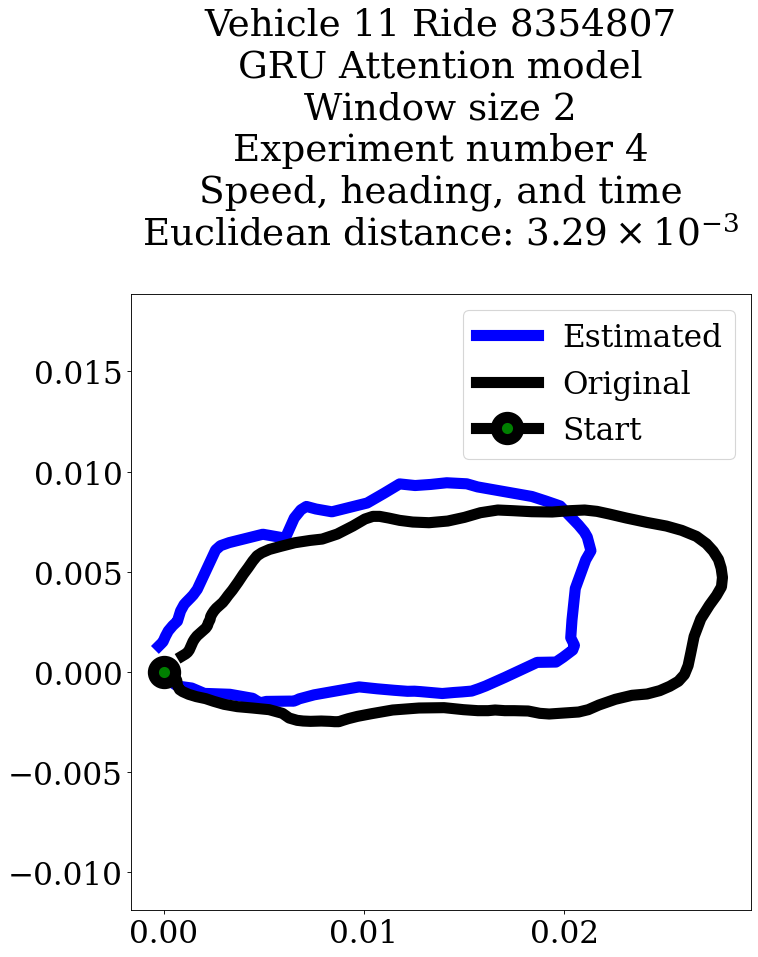 Vehicle 11 Ride 8354807
GRU Attention model
Window size 2
Experiment number 4
Speed, heading, and time
Euclidean distance: 3.29 × 10⁻³
Estimated
Original
Start
0.015
0.010
0.005
0.000
−0.005
−0.010
0.00
0.01
0.02